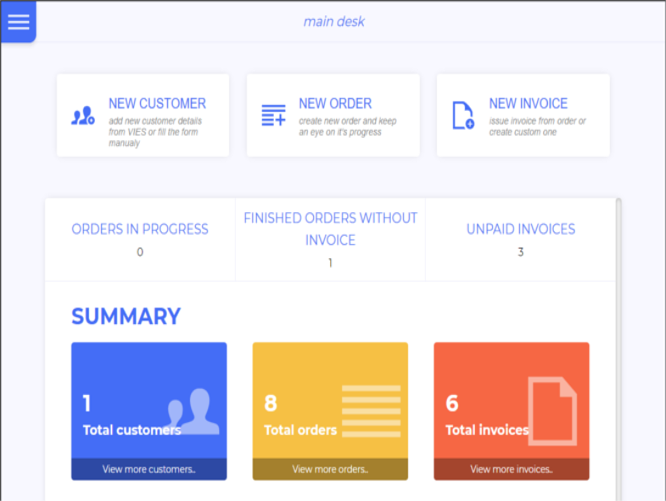 main desk
NEW CUSTOMER
add new customer details
from VIES or fill the form
manualy
NEW ORDER
create new order and keep
an eye on it's progress
NEW INVOICE
issue invoice from order or
create custom one
ORDERS IN PROGRESS
0
FINISHED ORDERS WITHOUT
INVOICE
1
UNPAID INVOICES
3
SUMMARY
1
Total customers
View more customers..
8
Total orders
View more orders..
6
Total invoices
View more invoices..